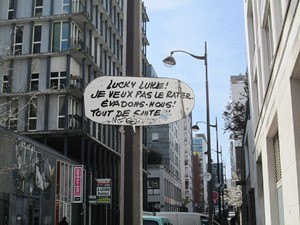 LUCKY LUKE!
JE VEUX PAS LE RATER.
ÉVADONS-NOUS!
TOUT DE SUITE!!